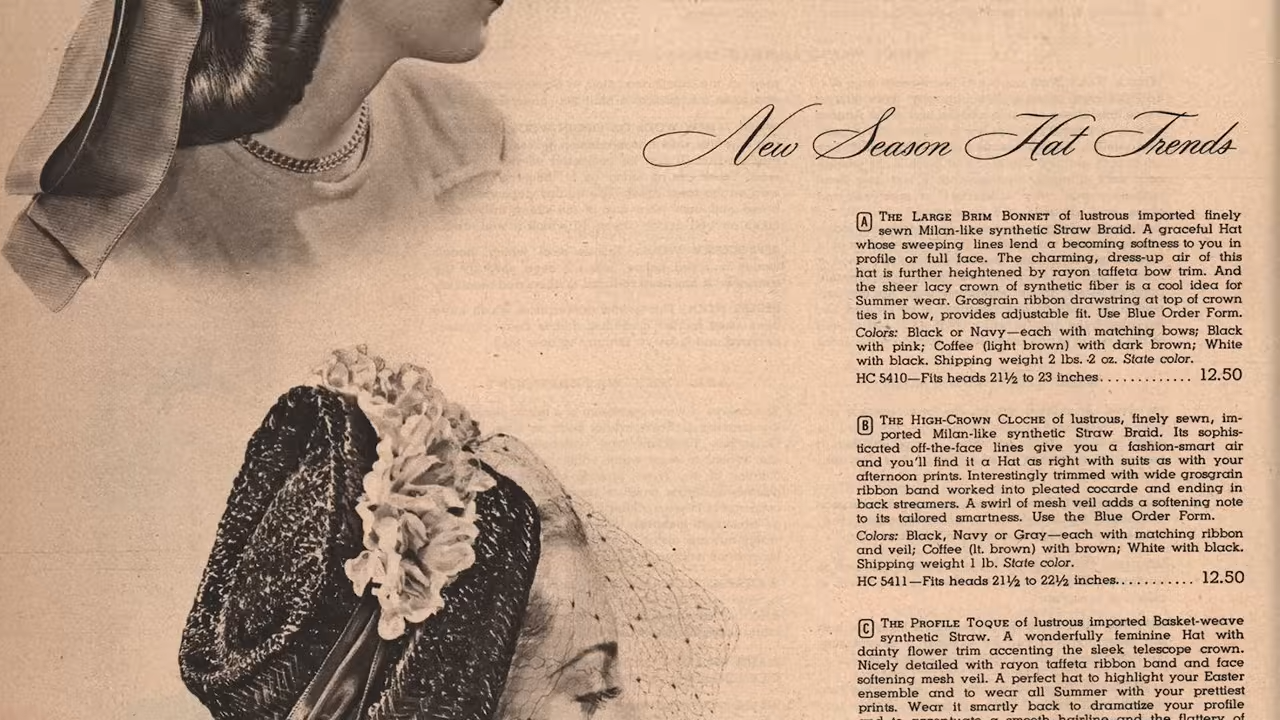 New Season Hat Trends
A THE LARGE BRIM BONNET of lustrous imported finely
sewn Milan-like synthetic Straw Braid. A graceful Hat
whose sweeping lines lend a becoming softness to you in
profile or full face. The charming, dress-up air of this
hat is further heightened by rayon taffeta bow trim. And
the sheer lacy crown of synthetic fiber is a cool idea for
Summer wear. Grosgrain ribbon drawstring at top of crown
ties in bow, provides adjustable fit. Use Blue Order Form.
Colors: Black or Navy—each with matching bows; Black
with pink; Coffee (light brown) with dark brown; White
with black. Shipping weight 2 lbs. 2 oz. State color.
HC 5410—Fits heads 21½ to 23 inches............ 12.50
B THE HIGH-CROWN CLOCHE of lustrous, finely sewn, im-
ported Milan-like synthetic Straw Braid. Its sophis-
ticated off-the-face lines give you a fashion-smart air
and you'll find it a Hat as right with suits as with your
afternoon prints. Interestingly trimmed with wide grosgrain
ribbon band worked into pleated cocarde and ending in
back streamers. A swirl of mesh veil adds a softening note
to its tailored smartness. Use the Blue Order Form.
Colors: Black, Navy or Gray—each with matching ribbon
and veil; Coffee (lt. brown) with brown; White with black.
Shipping weight 1 lb. State color.
HC 5411—Fits heads 21½ to 22½ inches.......... 12.50
C THE PROFILE TOQUE of lustrous imported Basket-weave
synthetic Straw. A wonderfully feminine Hat with
dainty flower trim accenting the sleek telescope crown.
Nicely detailed with rayon taffeta ribbon band and face
softening mesh veil. A perfect hat to highlight your Easter
ensemble and to wear all Summer with your prettiest
prints. Wear it smartly back to dramatize your profile
and to accentuate a smooth hairline and the flattery of